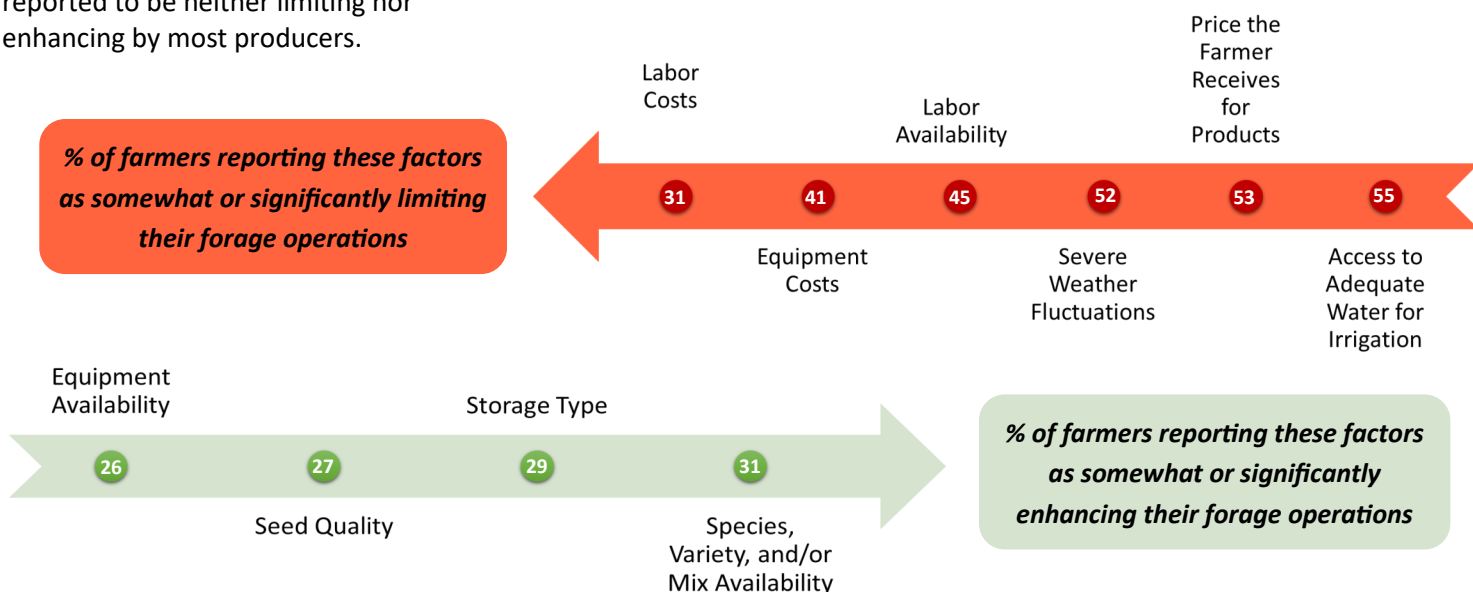 reported to be neither limiting nor
enhancing by most producers.
% of farmers reporting these factors
as somewhat or significantly limiting
their forage operations
Labor
Costs
31
41
Equipment
Costs
Labor
Availability
45
52
Severe
Weather
Fluctuations
Price the
Farmer
Receives
for
Products
53
55
Access to
Adequate
Water for
Irrigation
Equipment
Availability
26
27
Seed Quality
Storage Type
29
31
Species,
Variety, and/or
Mix Availability
% of farmers reporting these factors
as somewhat or significantly
enhancing their forage operations